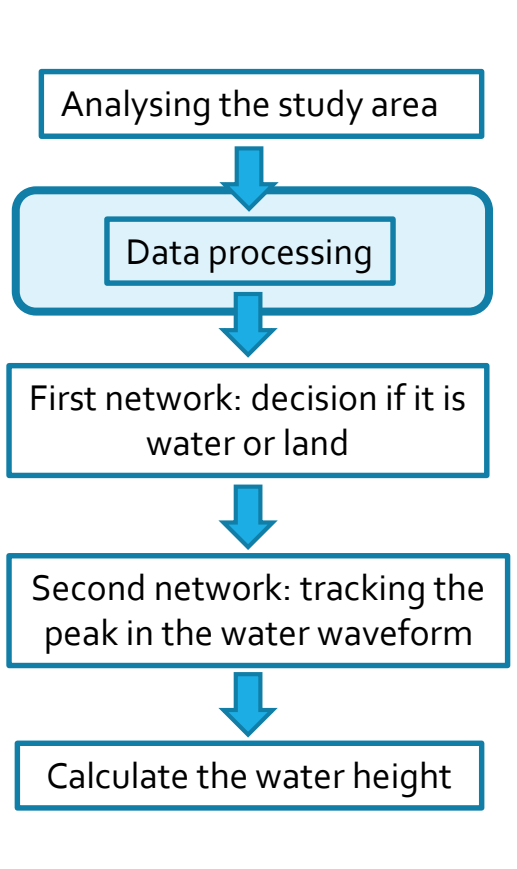 Analysing the study area
Data processing
First network: decision if it is
water or land
Second network: tracking the
peak in the water waveform
Calculate the water height